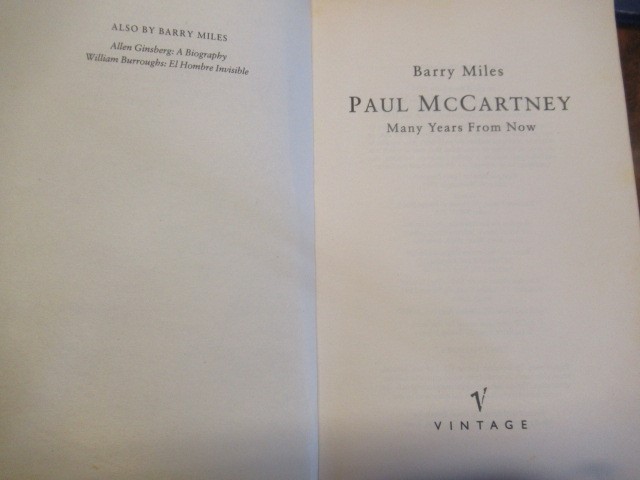 ALSO BY BARRY MILES
Allen Ginsberg: A Biography
William Burroughs: El Hombre Invisible
Barry Miles
PAUL MCCARTNEY
Many Years From Now
V
VINTAGE